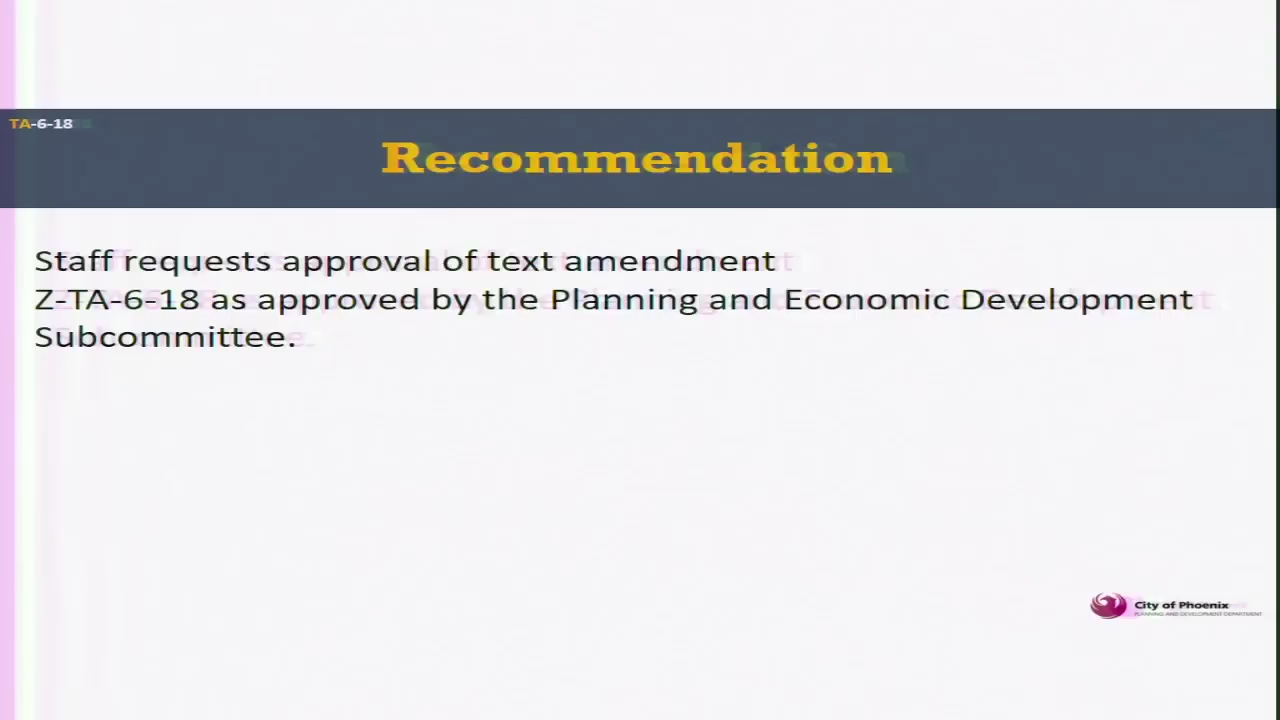 TA-6-18
Recommendation
Staff requests approval of text amendment
Z-TA-6-18 as approved by the Planning and Economic Development
Subcommittee.
City of Phoenix
PLANNING AND DEVELOPMENT DEPARTMENT